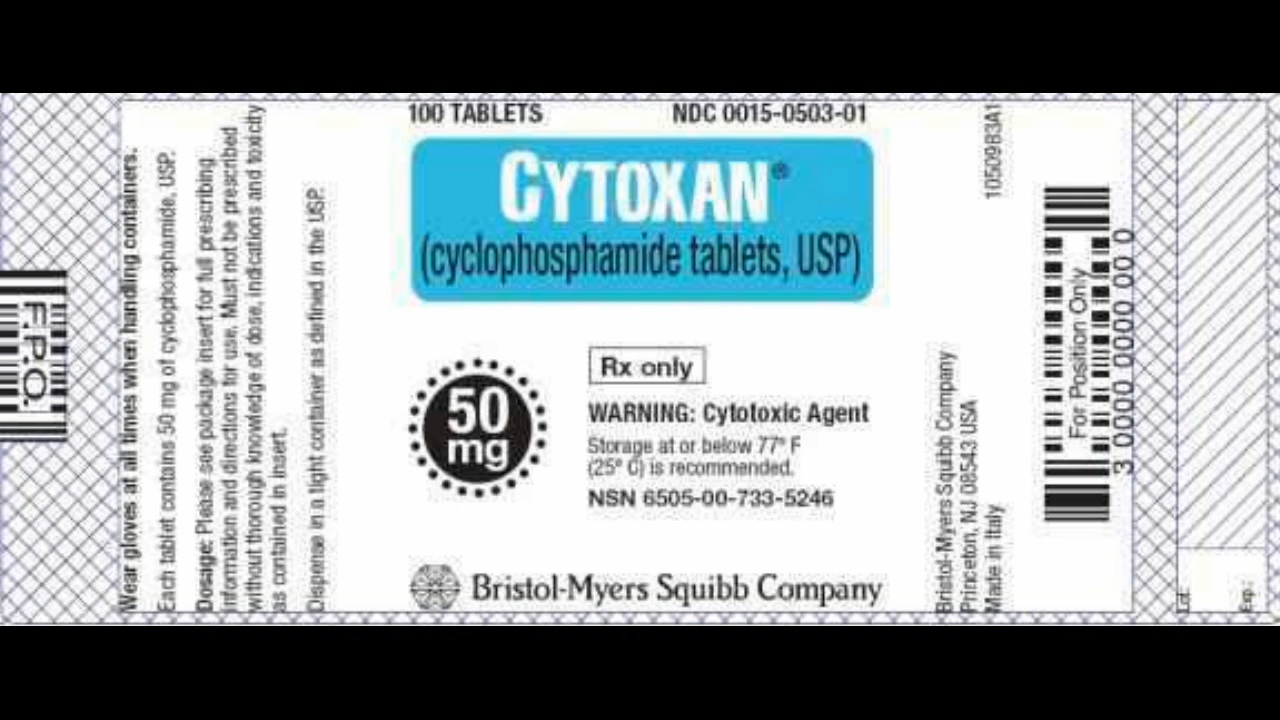 F.P.O.
Wear gloves at all times when handling containers.
Each tablet contains 50 mg of cyclophosphamide, USP.
Dosage: Please see package insert for full prescribing
information and directions for use. Must not be prescribed
without thorough knowledge of dose, indications and toxicity
as contained in insert.
Dispense in a tight container as defined in the USP.
100 TABLETS NDC 0015-0503-01
CYTOXAN®
(cyclophosphamide tablets, USP)
50
mg
Rx only
WARNING: Cytotoxic Agent
Storage at or below 77° F
(25° C) is recommended.
NSN 6505-00-733-5246
Bristol-Myers Squibb Company
Bristol-Myers Squibb Company
Princeton, NJ 08543 USA
Made in Italy
1050983A1
For Position Only
3 0000 0000 00 0
Lot:
Exp.: